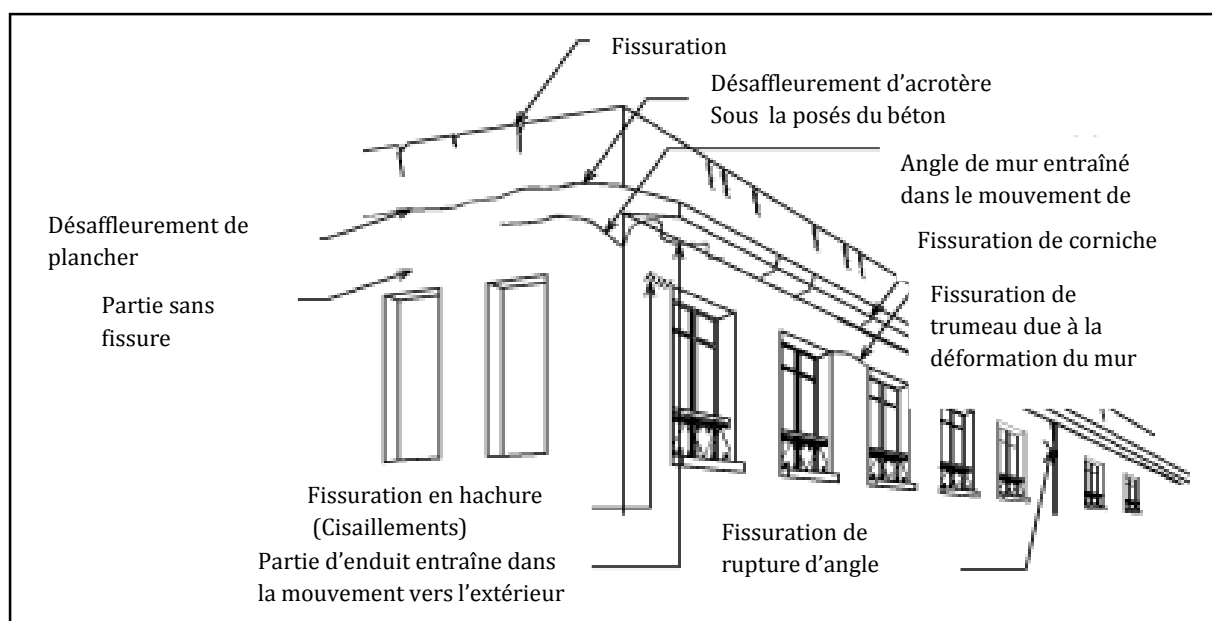 Fissuration
Désaffleurement d’acrotère
Sous la posés du béton
Angle de mur entraîné
dans le mouvement de
Désaffleurement de
plancher
Fissuration de corniche
Partie sans
fissure
Fissuration de
trumeau due à la
déformation du mur
Fissuration en hachure
(Cisaillements)
Fissuration de
rupture d’angle
Partie d’enduit entraîne dans
la mouvement vers l’extérieur